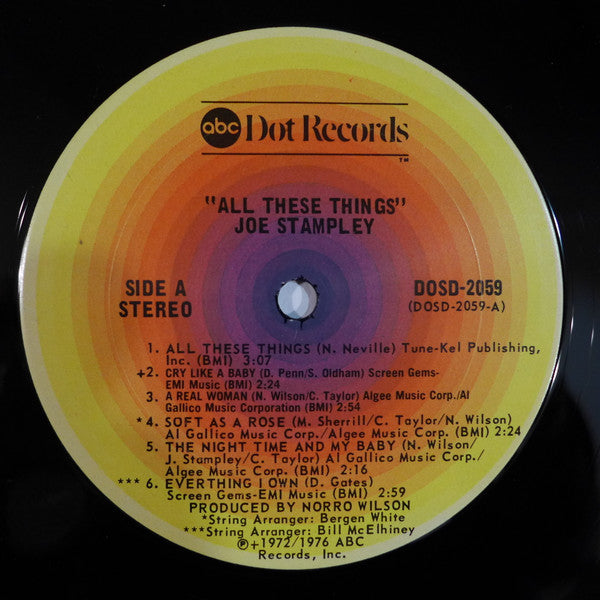 abc Dot Records
™
"ALL THESE THINGS"
JOE STAMPLEY
SIDE A
STEREO
DOSD-2059
(DOSD-2059-A)
1. ALL THESE THINGS (N. Neville) Tune-Kel Publishing,
Inc. (BMI) 3:07
+2. CRY LIKE A BABY (D. Penn/S. Oldham) Screen Gems-
EMI Music (BMI) 2:24
3. A REAL WOMAN (N. Wilson/C. Taylor) Algee Music Corp./Al
Gallico Music Corporation (BMI) 2:54
*4. SOFT AS A ROSE (M. Sherrill/C. Taylor/N. Wilson)
Al Gallico Music Corp./Algee Music Corp. (BMI) 2:24
5. THE NIGHT TIME AND MY BABY (N. Wilson/
J. Stampley/C. Taylor) Al Gallico Music Corp./
Algee Music Corp. (BMI) 2:16
***6. EVERTHING I OWN (D. Gates)
Screen Gems-EMI Music (BMI) 2:59
PRODUCED BY NORRO WILSON
*String Arranger: Bergen White
***String Arranger: Bill McElhiney
℗+1972/1976 ABC
Records, Inc.